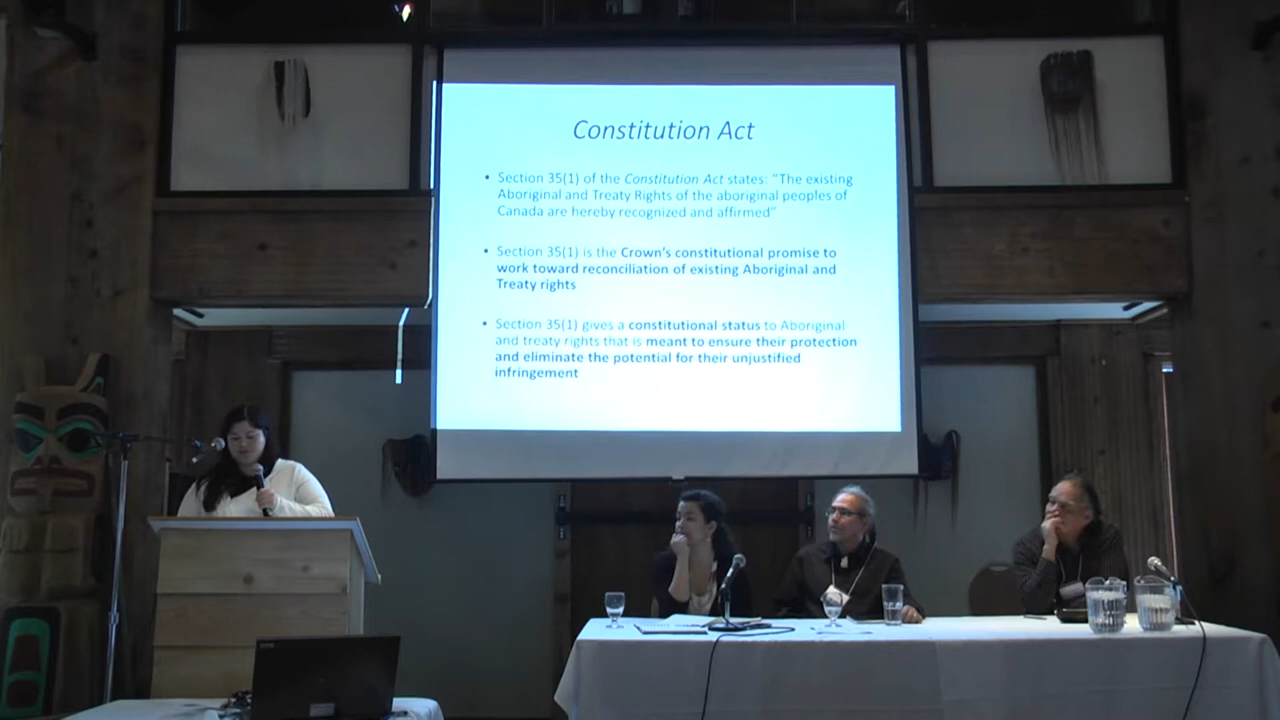 Constitution Act
• Section 35(1) of the Constitution Act states: "The existing
Aboriginal and Treaty Rights of the aboriginal peoples of
Canada are hereby recognized and affirmed"
• Section 35(1) is the Crown's constitutional promise to
work toward reconciliation of existing Aboriginal and
Treaty rights
• Section 35(1) gives a constitutional status to Aboriginal
and treaty rights that is meant to ensure their protection
and eliminate the potential for their unjustified
infringement